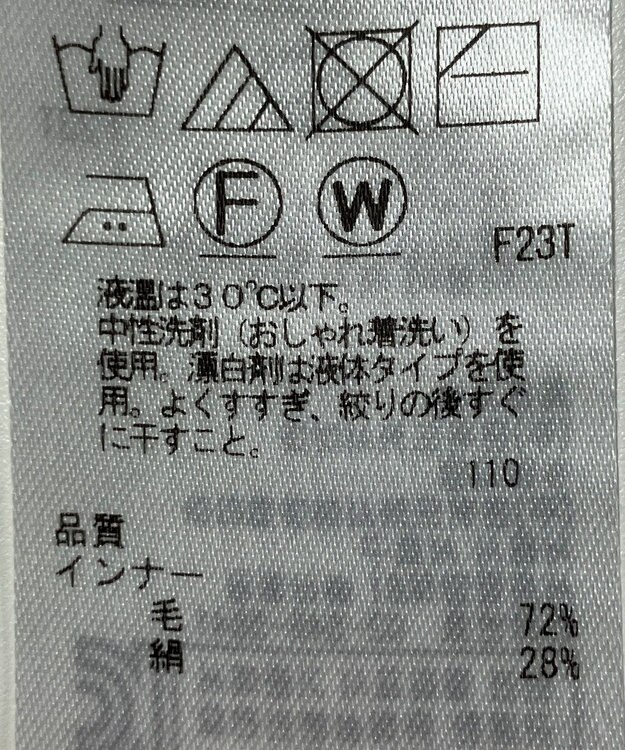 F W
F23T
液温は30℃以下。
中性洗剤（おしゃれ着洗い）を
使用。漂白剤は液体タイプを使
用。よくすすぎ、絞りの後すぐ
に干すこと。
110
品質
インナー
毛 72%
絹 28%